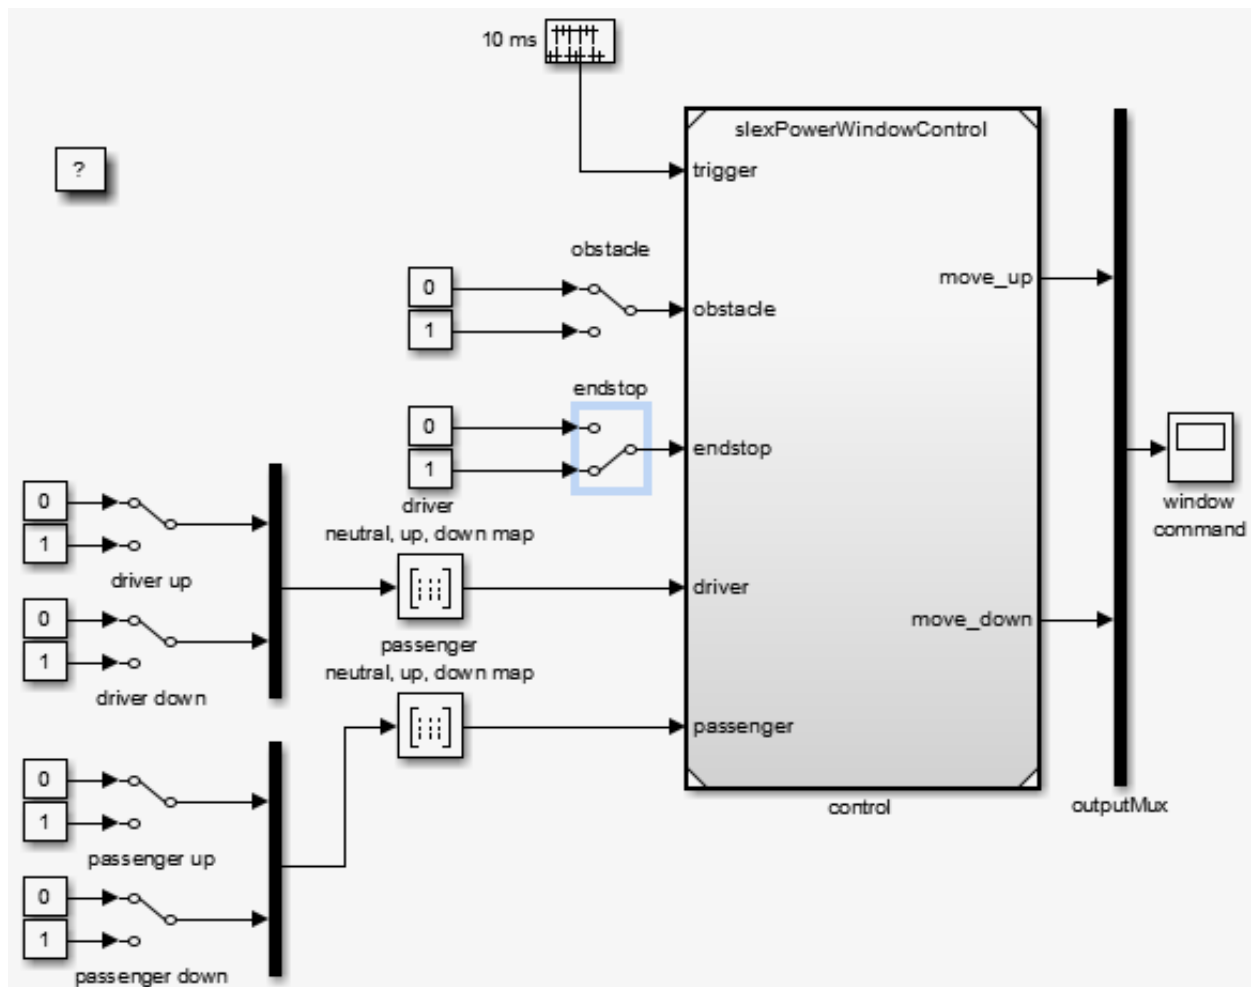 10 ms
slexPowerWindowControl
trigger
?
obstacle
0
1
obstacle
move_up
endstop
0
1
endstop
driver
neutral, up, down map
0
1
driver up
driver
0
1
driver down
move_down
passenger
neutral, up, down map
passenger
window
command
control
outputMux
0
1
passenger up
0
1
passenger down